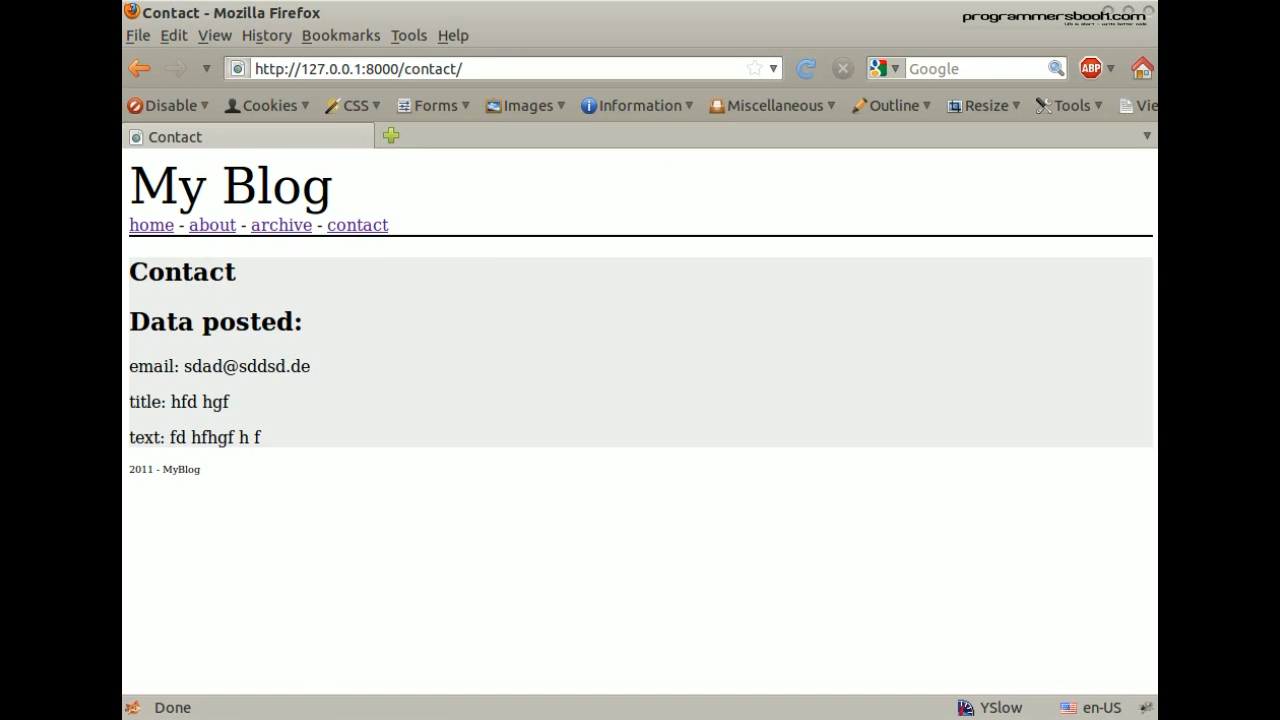 Contact - Mozilla Firefox
programmersbook.com
File Edit View History Bookmarks Tools Help
http://127.0.0.1:8000/contact/ Google ABP
Disable Cookies CSS Forms Images Information Miscellaneous Outline Resize Tools Vie
Contact
My Blog
home - about - archive - contact
Contact
Data posted:
email: sdad@sddsd.de
title: hfd hgf
text: fd hfhgf h f
2011 - MyBlog
Done YSlow en-US